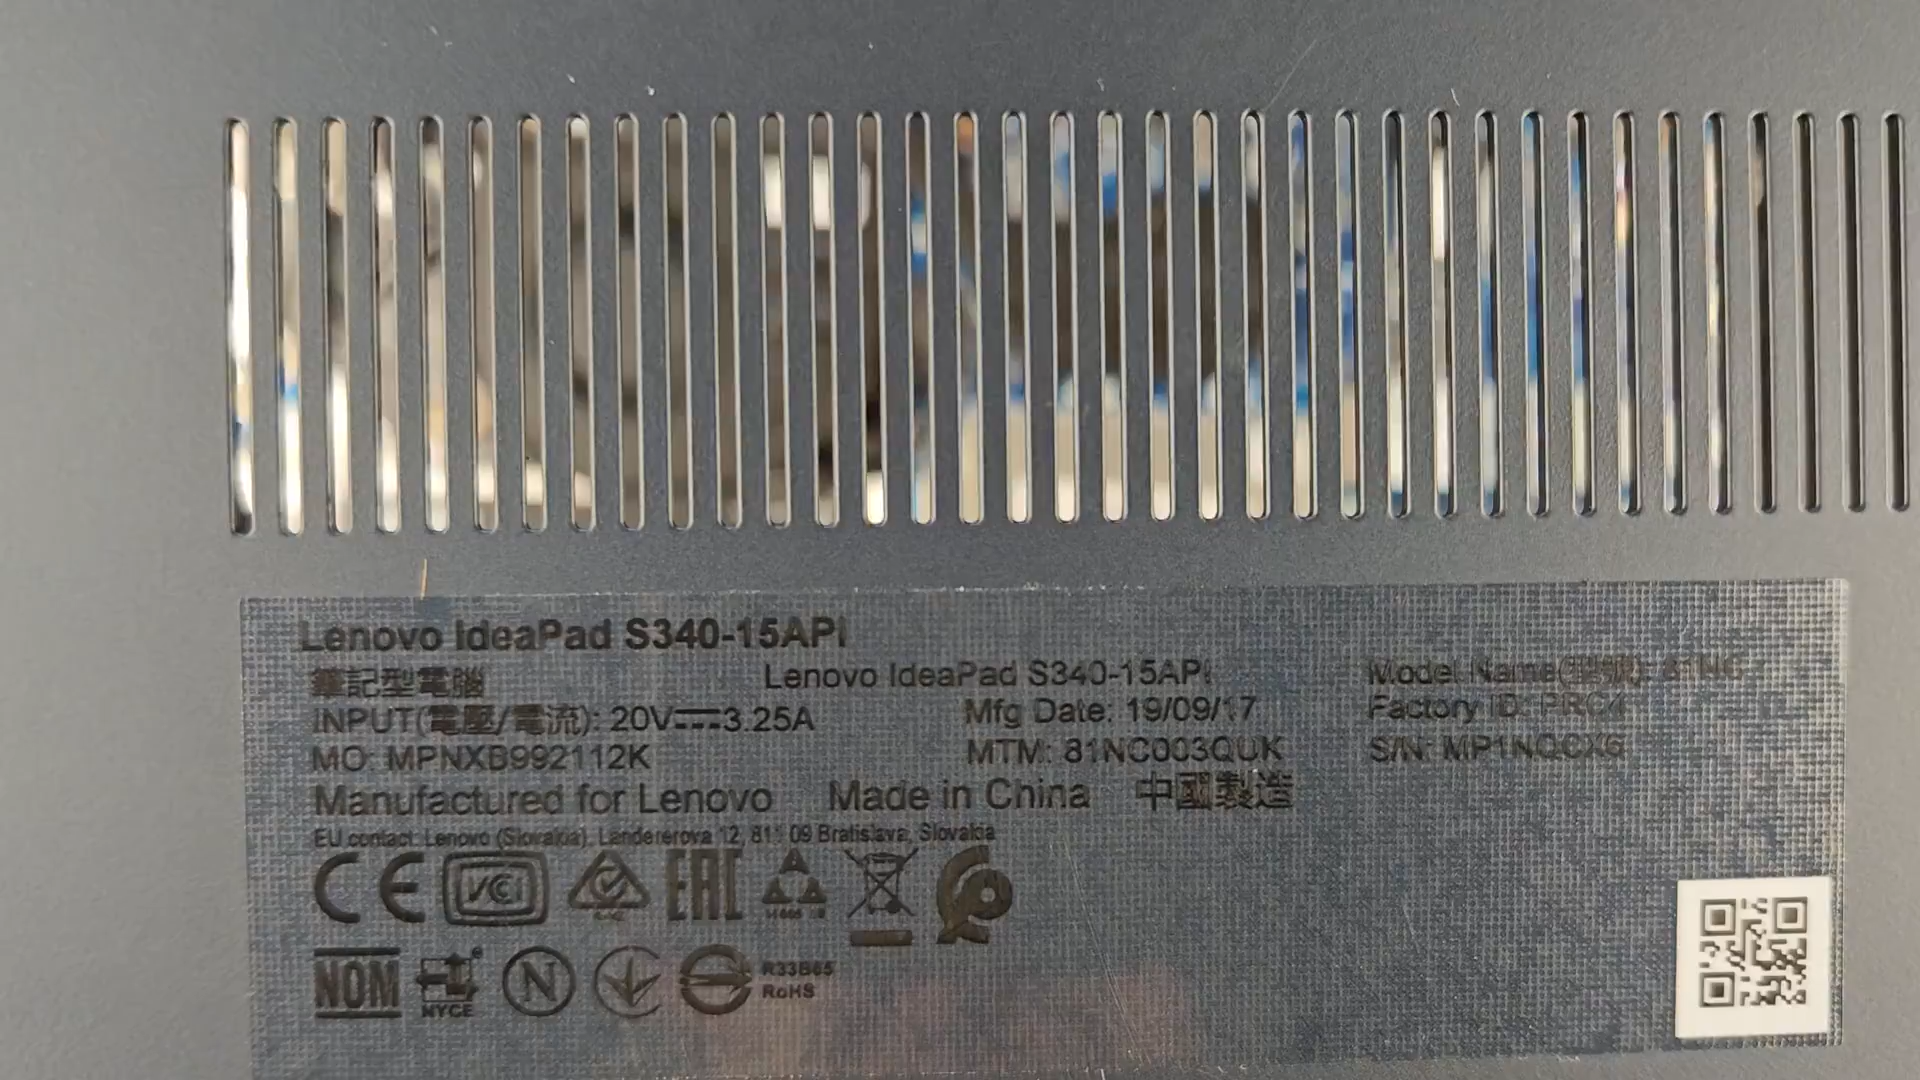 Lenovo IdeaPad S340-15API
筆記型電腦 Lenovo IdeaPad S340-15API Model Name(型號): 81NC
INPUT(電壓/電流): 20V⎓3.25A Mfg Date: 19/09/17 Factory ID: PRC4
MO: MPNXB992112K MTM: 81NC003QUK S/N: MP1NQCX6
Manufactured for Lenovo Made in China 中國製造
EU contact: Lenovo (Slovakia), Landererova 12, 811 09 Bratislava, Slovakia
CE EAC
NOM NYCE N R33B65
RoHS